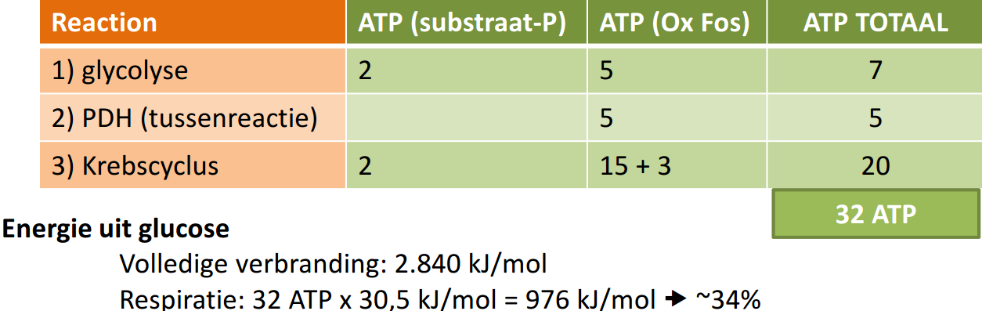 Reaction ATP (substraat-P) ATP (Ox Fos) ATP TOTAAL
1) glycolyse 2 5 7
2) PDH (tussenreactie) 5 5
3) Krebscyclus 2 15 + 3 20
32 ATP
Energie uit glucose
Volledige verbranding: 2.840 kJ/mol
Respiratie: 32 ATP x 30,5 kJ/mol = 976 kJ/mol 🡺 ~34%